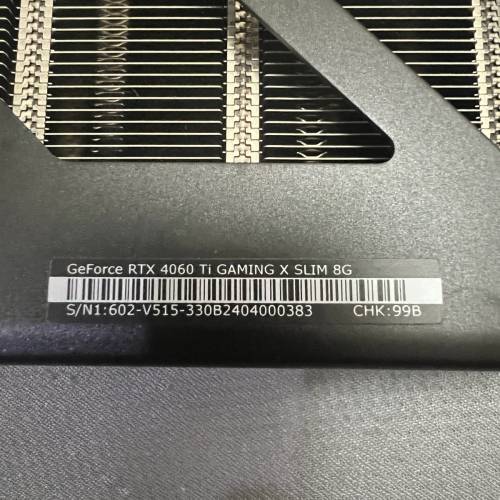 GeForce RTX 4060 Ti GAMING X SLIM 8G
S/N1:602-V515-330B2404000383 CHK:99B